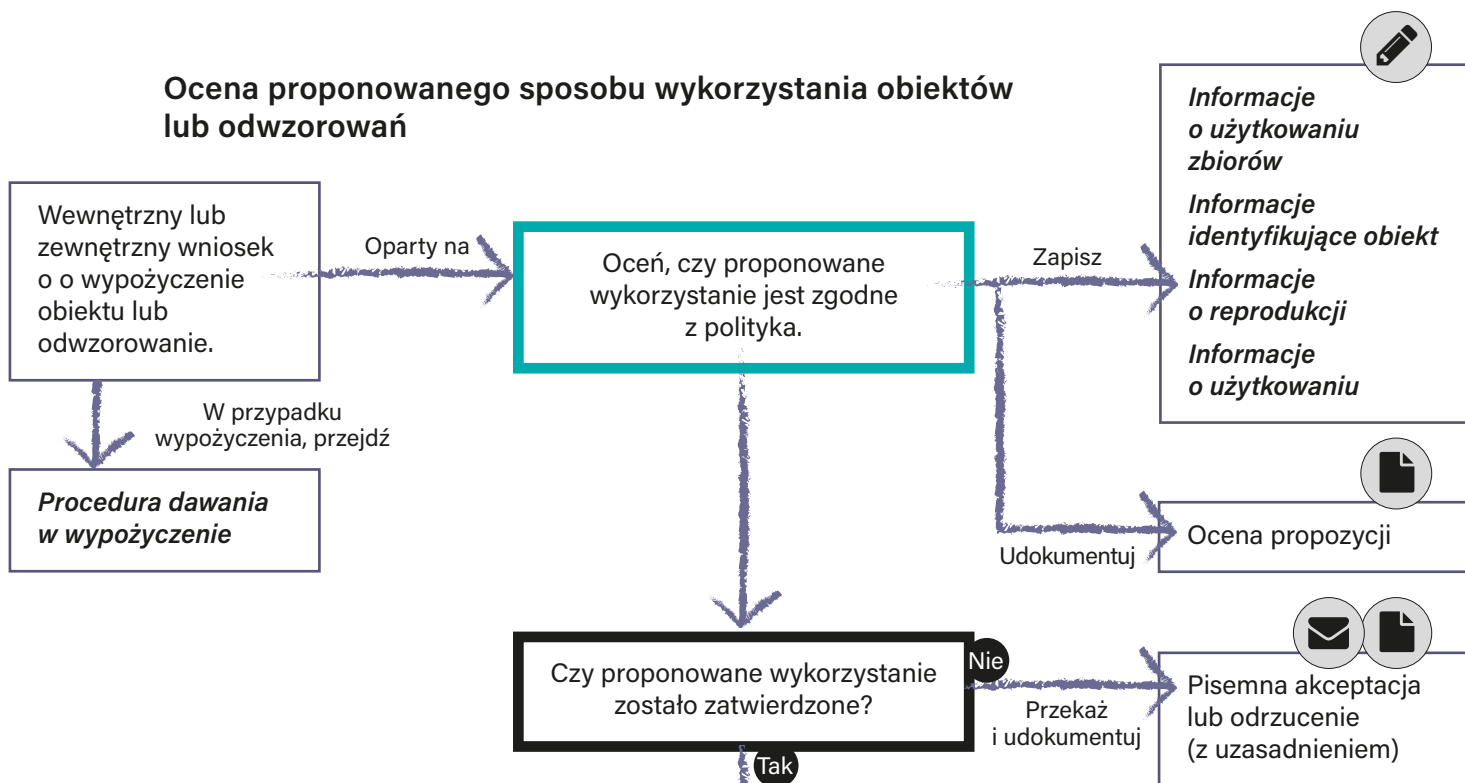 Ocena proponowanego sposobu wykorzystania obiektów
lub odwzorowań
Wewnętrzny lub
zewnętrzny wniosek
o o wypożyczenie
obiektu lub
odwzorowanie.
Oparty na
Oceń, czy proponowane
wykorzystanie jest zgodne
z polityka.
Zapisz
Informacje
o użytkowaniu
zbiorów
Informacje
identyfikujące obiekt
Informacje
o reprodukcji
Informacje
o użytkowaniu
W przypadku
wypożyczenia, przejdź
Procedura dawania
w wypożyczenie
Udokumentuj
Ocena propozycji
Czy proponowane wykorzystanie
zostało zatwierdzone?
Nie
Przekaż
i udokumentuj
Pisemna akceptacja
lub odrzucenie
(z uzasadnieniem)
Tak